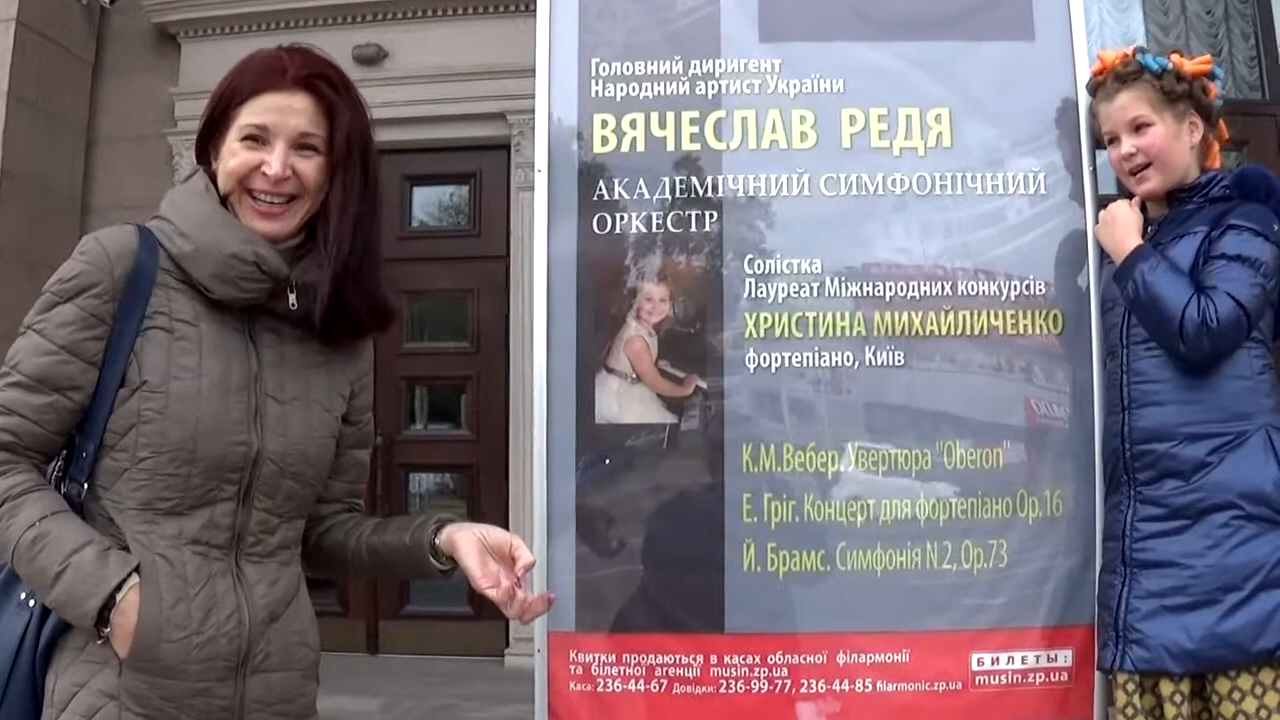 Головний диригент
Народний артист України
ВЯЧЕСЛАВ РЕДЯ
АКАДЕМІЧНИЙ СИМФОНІЧНИЙ
ОРКЕСТР
Солістка
Лауреат Міжнародних конкурсів
ХРИСТИНА МИХАЙЛИЧЕНКО
фортепіано, Київ
К.М.Вебер. Увертюра "Oberon"
Е. Гріг. Концерт для фортепіано Op. 16
Й. Брамс. Симфонія N 2, Op.73
Квитки продаються в касах обласної філармонії
та білетної агенції musin.zp.ua
Каса: 236-44-67 Довідки: 236-99-77, 236-44-85 filarmonic.zp.ua
БИЛЕТЫ:
musin.zp.ua